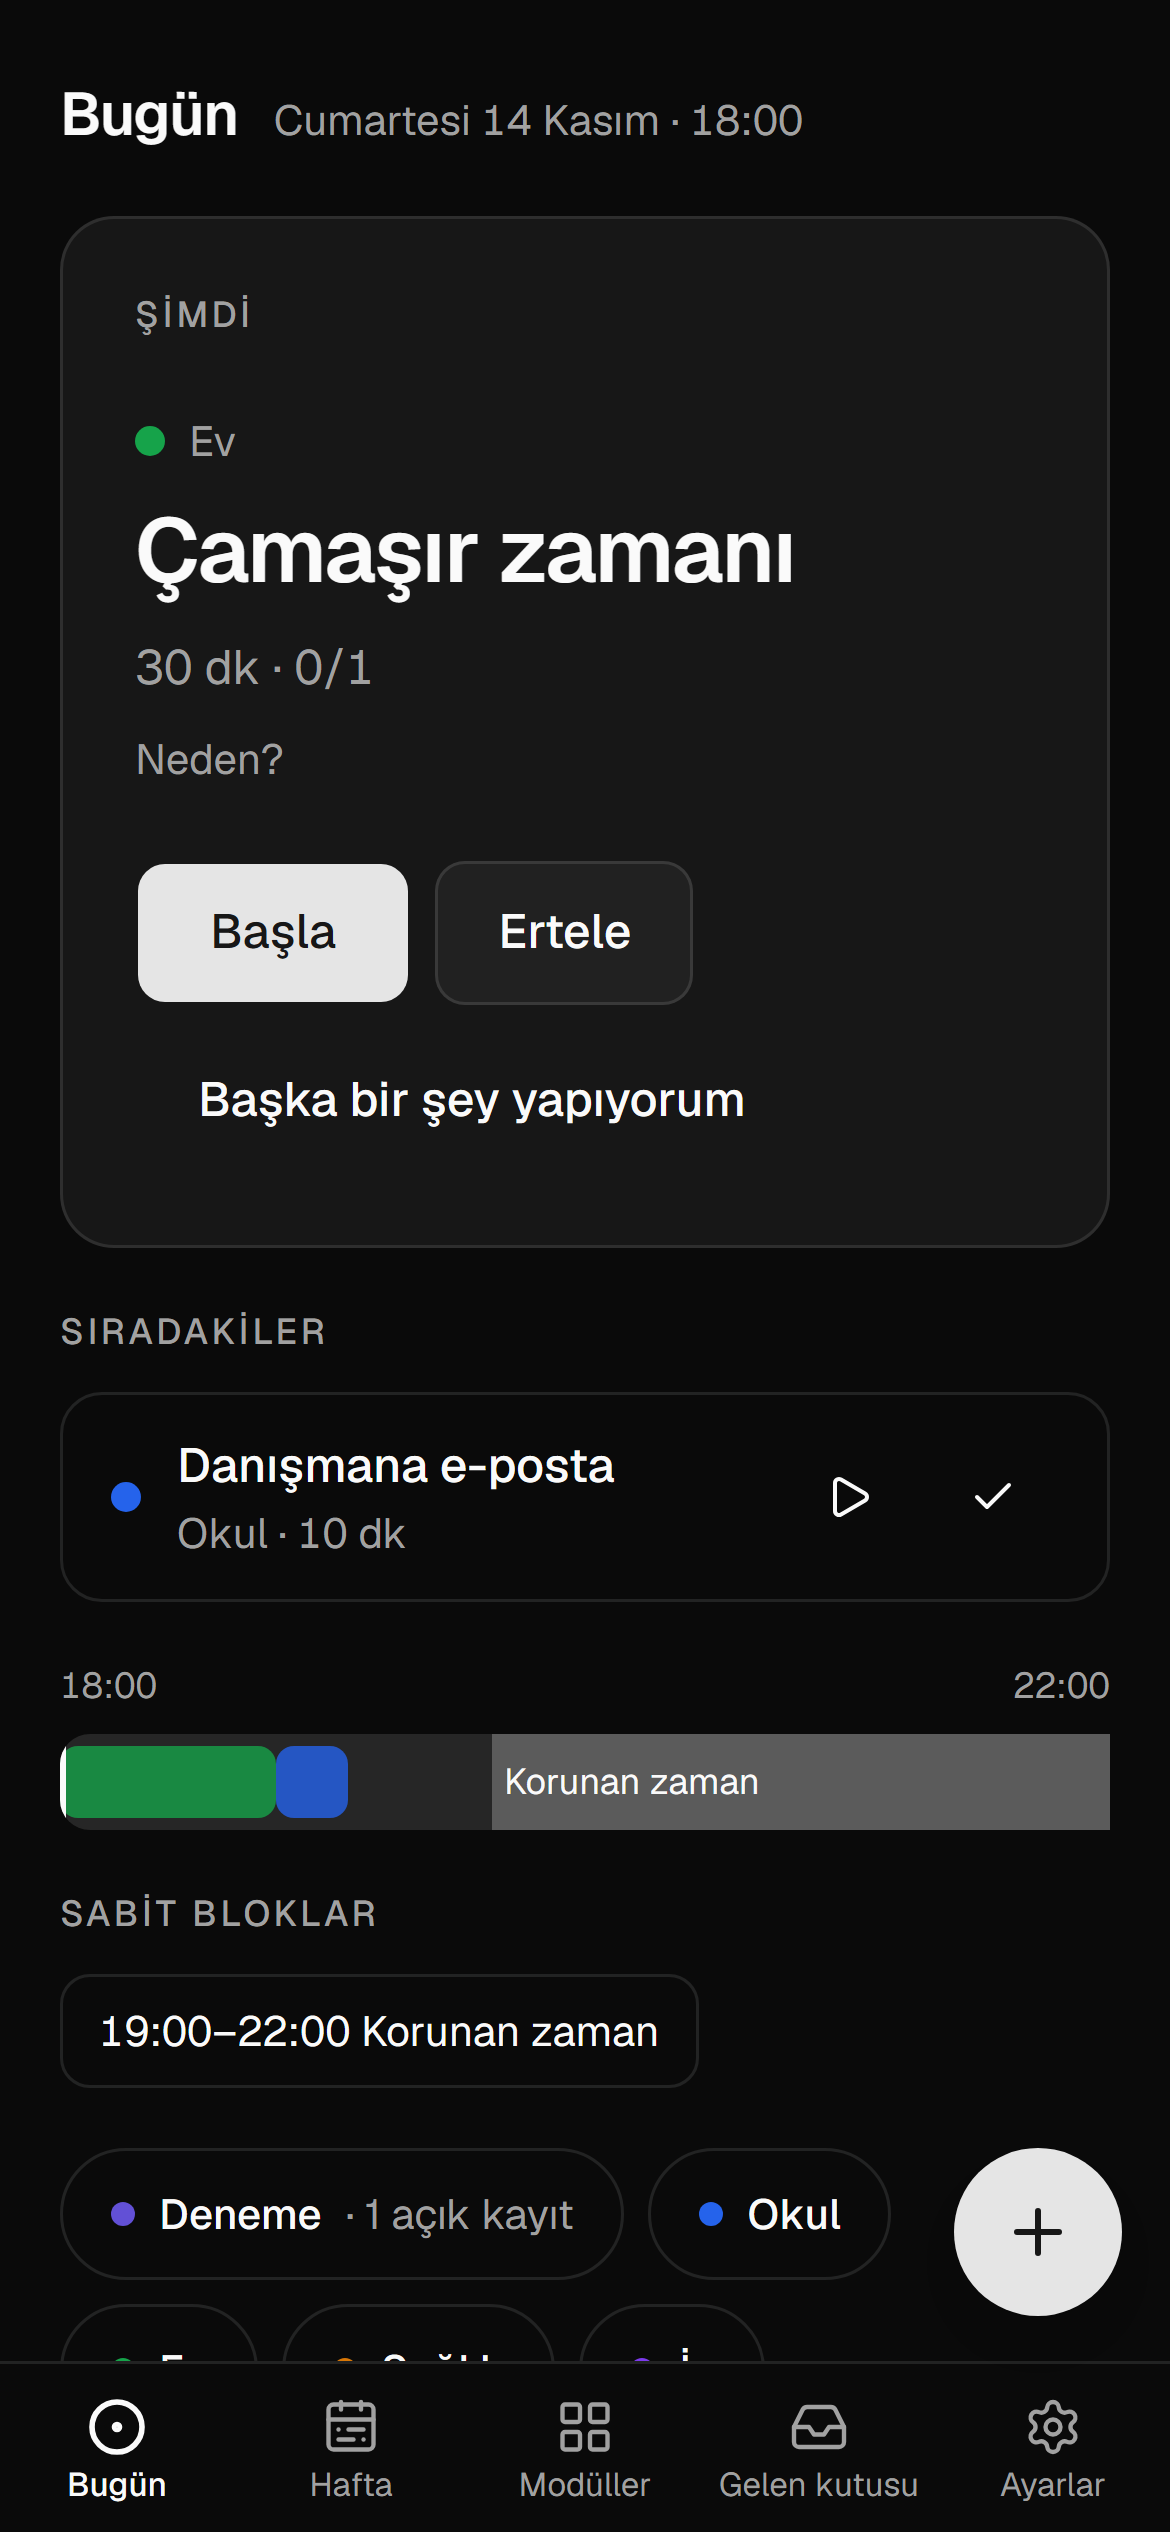 Bugün Cumartesi 14 Kasım · 18:00
ŞİMDİ
Ev
Çamaşır zamanı
30 dk · 0/1
Neden?
Başla Ertele
Başka bir şey yapıyorum
SIRADAKİLER
Danışmana e-posta
Okul · 10 dk
18:00 22:00
Korunan zaman
SABİT BLOKLAR
19:00–22:00 Korunan zaman
Deneme · 1 açık kayıt Okul
Bugün Hafta Modüller Gelen kutusu Ayarlar